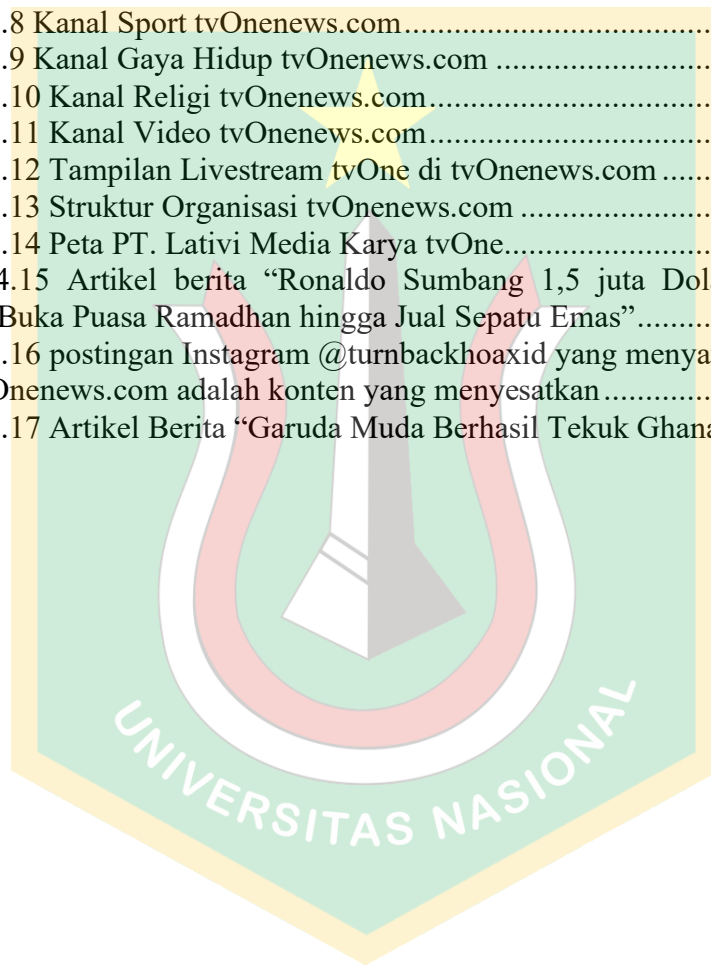 .8 Kanal Sport tvOnenews.com.......................................
.9 Kanal Gaya Hidup tvOnenews.com ...........................
.10 Kanal Religi tvOnenews.com...................................
.11 Kanal Video tvOnenews.com...................................
.12 Tampilan Livestream tvOne di tvOnenews.com ......
.13 Struktur Organisasi tvOnenews.com ........................
.14 Peta PT. Lativi Media Karya tvOne..........................
4.15 Artikel berita “Ronaldo Sumbang 1,5 juta Dol
Buka Puasa Ramadhan hingga Jual Sepatu Emas”.........
.16 postingan Instagram @turnbackhoaxid yang menya
Onenews.com adalah konten yang menyesatkan.............
.17 Artikel Berita “Garuda Muda Berhasil Tekuk Ghana
UNIVERSITAS NASIONAL